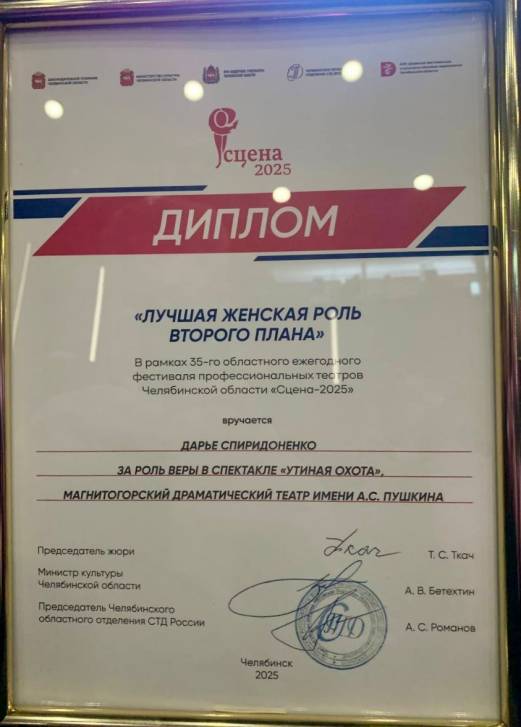 сцена
2025
ДИПЛОМ
«ЛУЧШАЯ ЖЕНСКАЯ РОЛЬ
ВТОРОГО ПЛАНА»
В рамках 35-го областного ежегодного
фестиваля профессиональных театров
Челябинской области «Сцена-2025»
вручается
ДАРЬЕ СПИРИДОНЕНКО
ЗА РОЛЬ ВЕРЫ В СПЕКТАКЛЕ «УТИНАЯ ОХОТА»,
МАГНИТОГОРСКИЙ ДРАМАТИЧЕСКИЙ ТЕАТР ИМЕНИ А.С. ПУШКИНА
Председатель жюри
Ткач
Т. С. Ткач
Министр культуры
Челябинской области
А. В. Бетехтин
Председатель Челябинского
областного отделения СТД России
А. С. Романов
Челябинск
2025